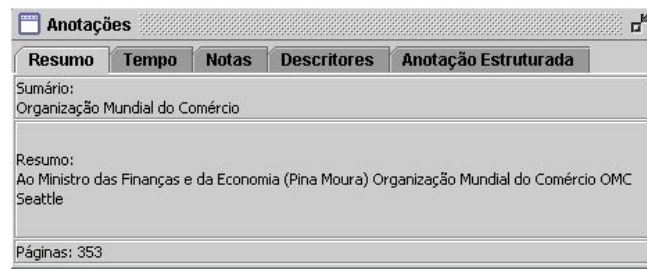 Anotações
Resumo Tempo Notas Descritores Anotação Estruturada
Sumário:
Organização Mundial do Comércio
Resumo:
Ao Ministro das Finanças e da Economia (Pina Moura) Organização Mundial do Comércio OMC
Seattle
Páginas: 353